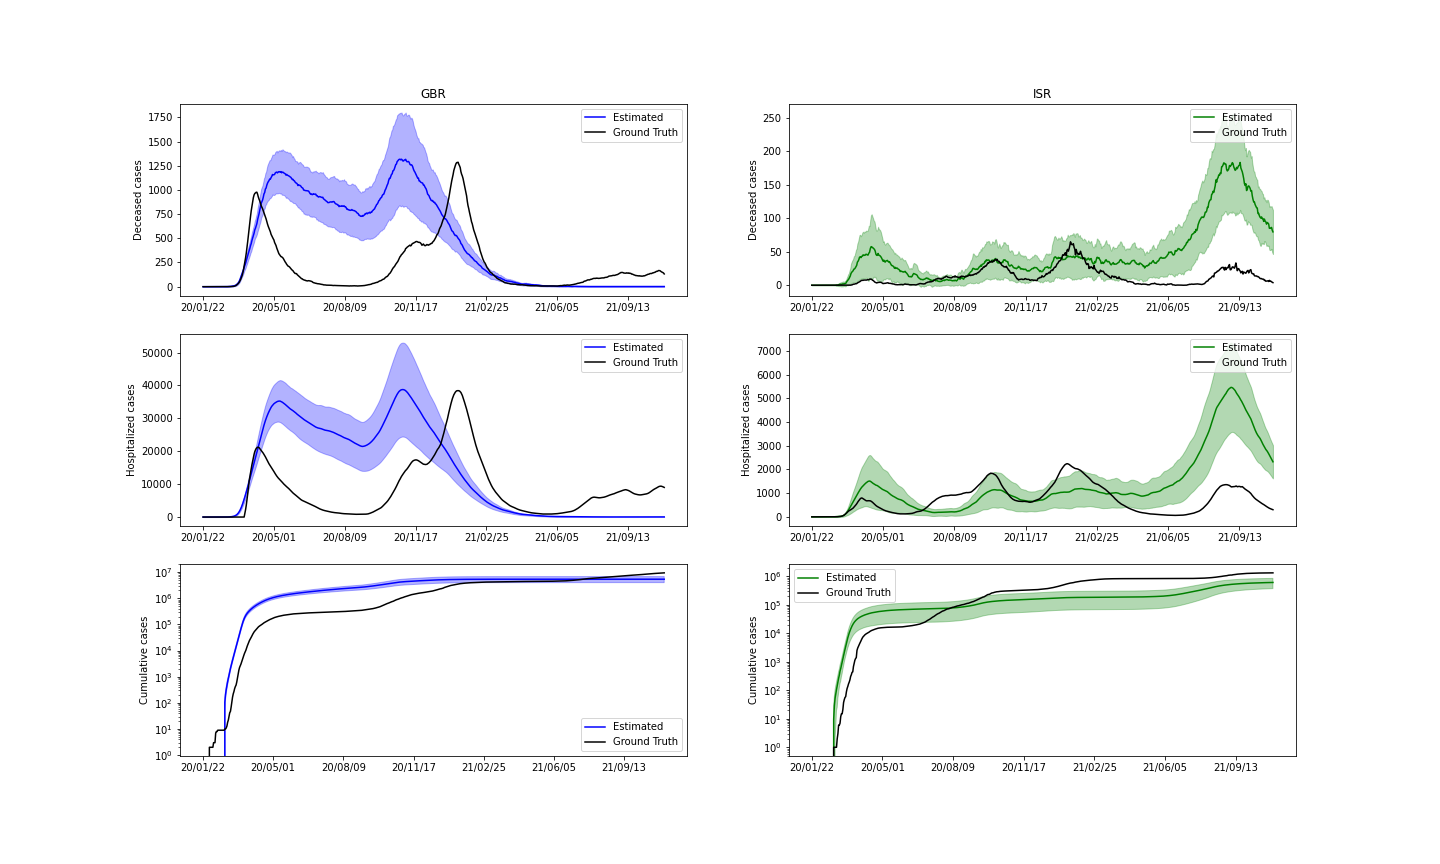 GBR
Deceased cases
1750
1500
1250
1000
750
500
250
0
Estimated
Ground Truth
20/01/22 20/05/01 20/08/09 20/11/17 21/02/25 21/06/05 21/09/13
ISR
Deceased cases
250
200
150
100
50
0
Estimated
Ground Truth
20/01/22 20/05/01 20/08/09 20/11/17 21/02/25 21/06/05 21/09/13
Hospitalized cases
50000
40000
30000
20000
10000
0
Estimated
Ground Truth
20/01/22 20/05/01 20/08/09 20/11/17 21/02/25 21/06/05 21/09/13
Hospitalized cases
7000
6000
5000
4000
3000
2000
1000
0
Estimated
Ground Truth
20/01/22 20/05/01 20/08/09 20/11/17 21/02/25 21/06/05 21/09/13
Cumulative cases
10⁷
10⁶
10⁵
10⁴
10³
10²
10¹
10⁰
Estimated
Ground Truth
20/01/22 20/05/01 20/08/09 20/11/17 21/02/25 21/06/05 21/09/13
Cumulative cases
10⁶
10⁵
10⁴
10³
10²
10¹
10⁰
Estimated
Ground Truth
20/01/22 20/05/01 20/08/09 20/11/17 21/02/25 21/06/05 21/09/13